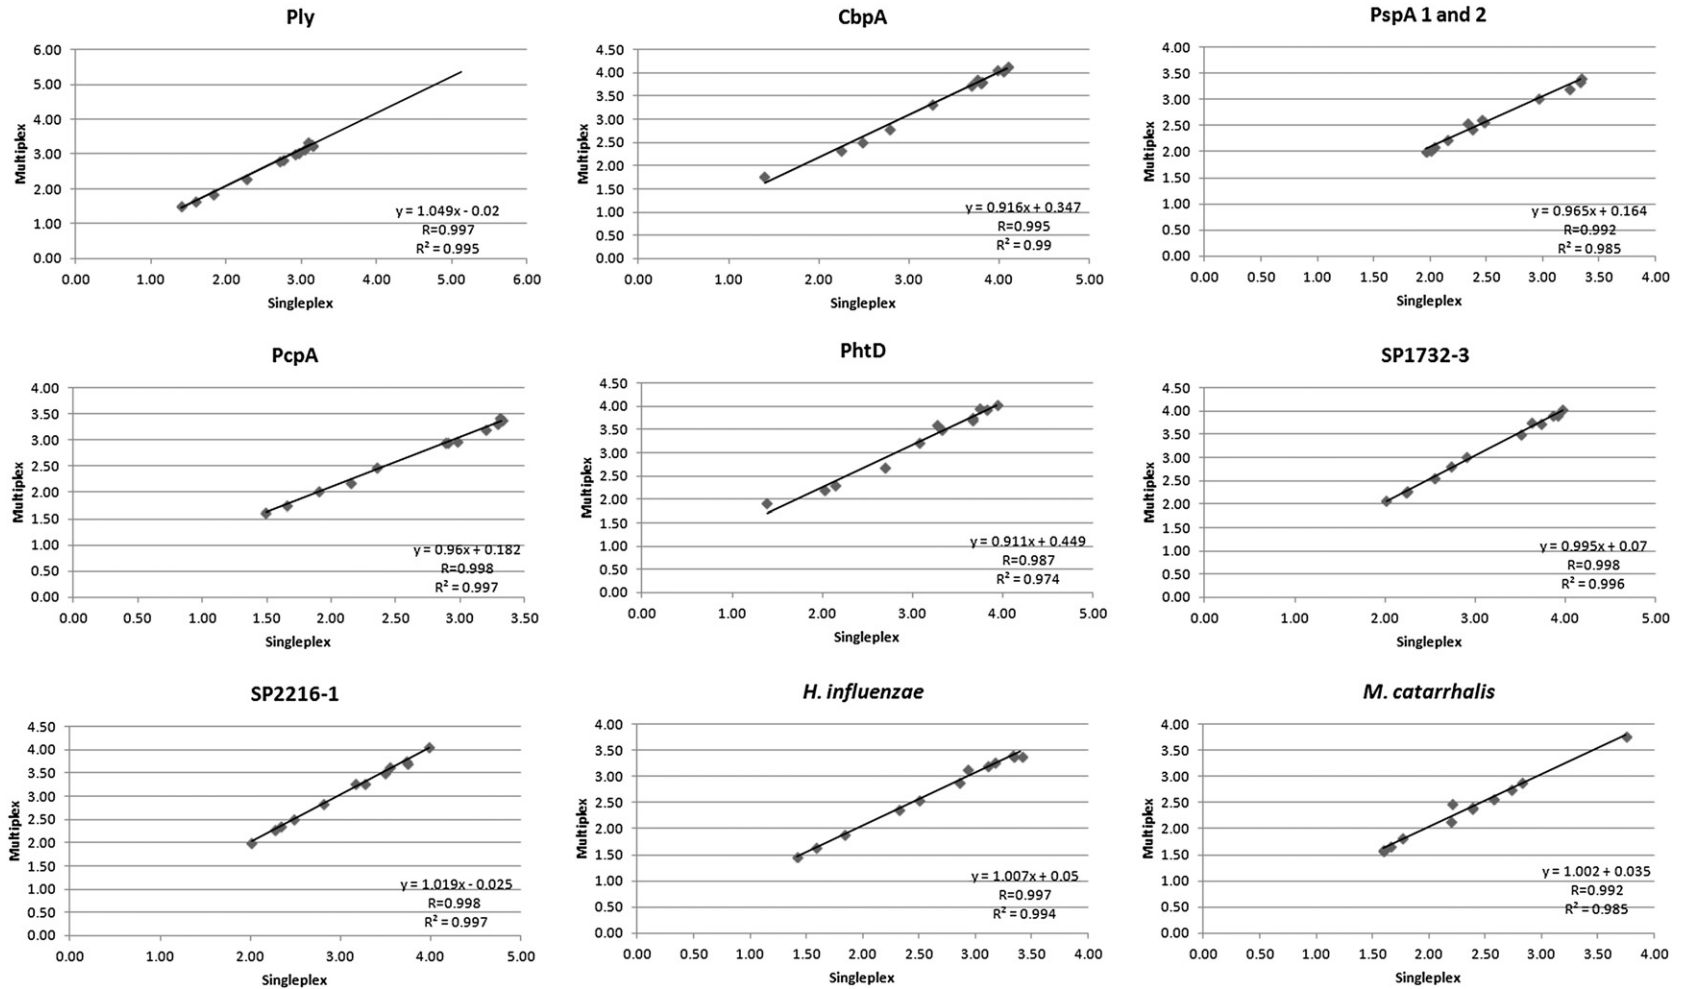 Ply
6.00
5.00
4.00
3.00
2.00
1.00
0.00
Multiplex
y = 1.049x - 0.02
R=0.997
R² = 0.995
0.00 1.00 2.00 3.00 4.00 5.00 6.00
Singleplex
CbpA
4.50
4.00
3.50
3.00
2.50
2.00
1.50
1.00
0.50
0.00
Multiplex
y = 0.916x + 0.347
R=0.995
R² = 0.99
0.00 1.00 2.00 3.00 4.00 5.00
Singleplex
PspA 1 and 2
4.00
3.50
3.00
2.50
2.00
1.50
1.00
0.50
0.00
Multiplex
y = 0.965x + 0.164
R=0.992
R² = 0.985
0.00 0.50 1.00 1.50 2.00 2.50 3.00 3.50 4.00
Singleplex
PcpA
4.00
3.50
3.00
2.50
2.00
1.50
1.00
0.50
0.00
Multiplex
y = 0.96x + 0.182
R=0.998
R² = 0.997
0.00 0.50 1.00 1.50 2.00 2.50 3.00 3.50
Singleplex
PhtD
4.50
4.00
3.50
3.00
2.50
2.00
1.50
1.00
0.50
0.00
Multiplex
y = 0.911x + 0.449
R=0.987
R² = 0.974
0.00 1.00 2.00 3.00 4.00 5.00
Singleplex
SP1732-3
4.50
4.00
3.50
3.00
2.50
2.00
1.50
1.00
0.50
0.00
Multiplex
y = 0.995x + 0.07
R=0.998
R² = 0.996
0.00 1.00 2.00 3.00 4.00 5.00
Singleplex
SP2216-1
4.50
4.00
3.50
3.00
2.50
2.00
1.50
1.00
0.50
0.00
Multiplex
y = 1.019x - 0.025
R=0.998
R² = 0.997
0.00 1.00 2.00 3.00 4.00 5.00
Singleplex
H. influenzae
4.00
3.50
3.00
2.50
2.00
1.50
1.00
0.50
0.00
Multiplex
y = 1.007x + 0.05
R=0.997
R² = 0.994
0.00 0.50 1.00 1.50 2.00 2.50 3.00 3.50 4.00
Singleplex
M. catarrhalis
4.00
3.50
3.00
2.50
2.00
1.50
1.00
0.50
0.00
Multiplex
y = 1.002 + 0.035
R=0.992
R² = 0.985
0.00 0.50 1.00 1.50 2.00 2.50 3.00 3.50 4.00
Singleplex